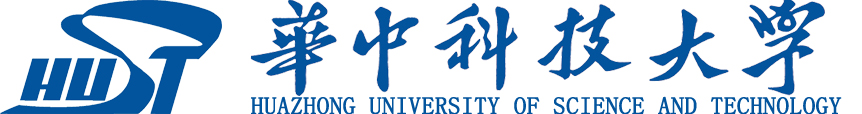 HUST
華中科技大学
HUAZHONG UNIVERSITY OF SCIENCE AND TECHNOLOGY